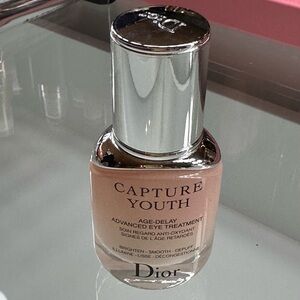 Dior
CAPTURE
YOUTH
AGE-DELAY
ADVANCED EYE TREATMENT
SOIN REGARD ANTI-OXYDANT
SIGNES DE L'ÂGE RETARDÉS
BRIGHTEN - SMOOTH - DEPUFF
ILLUMINE - LISSE - DÉCONGESTIONNE
Dior